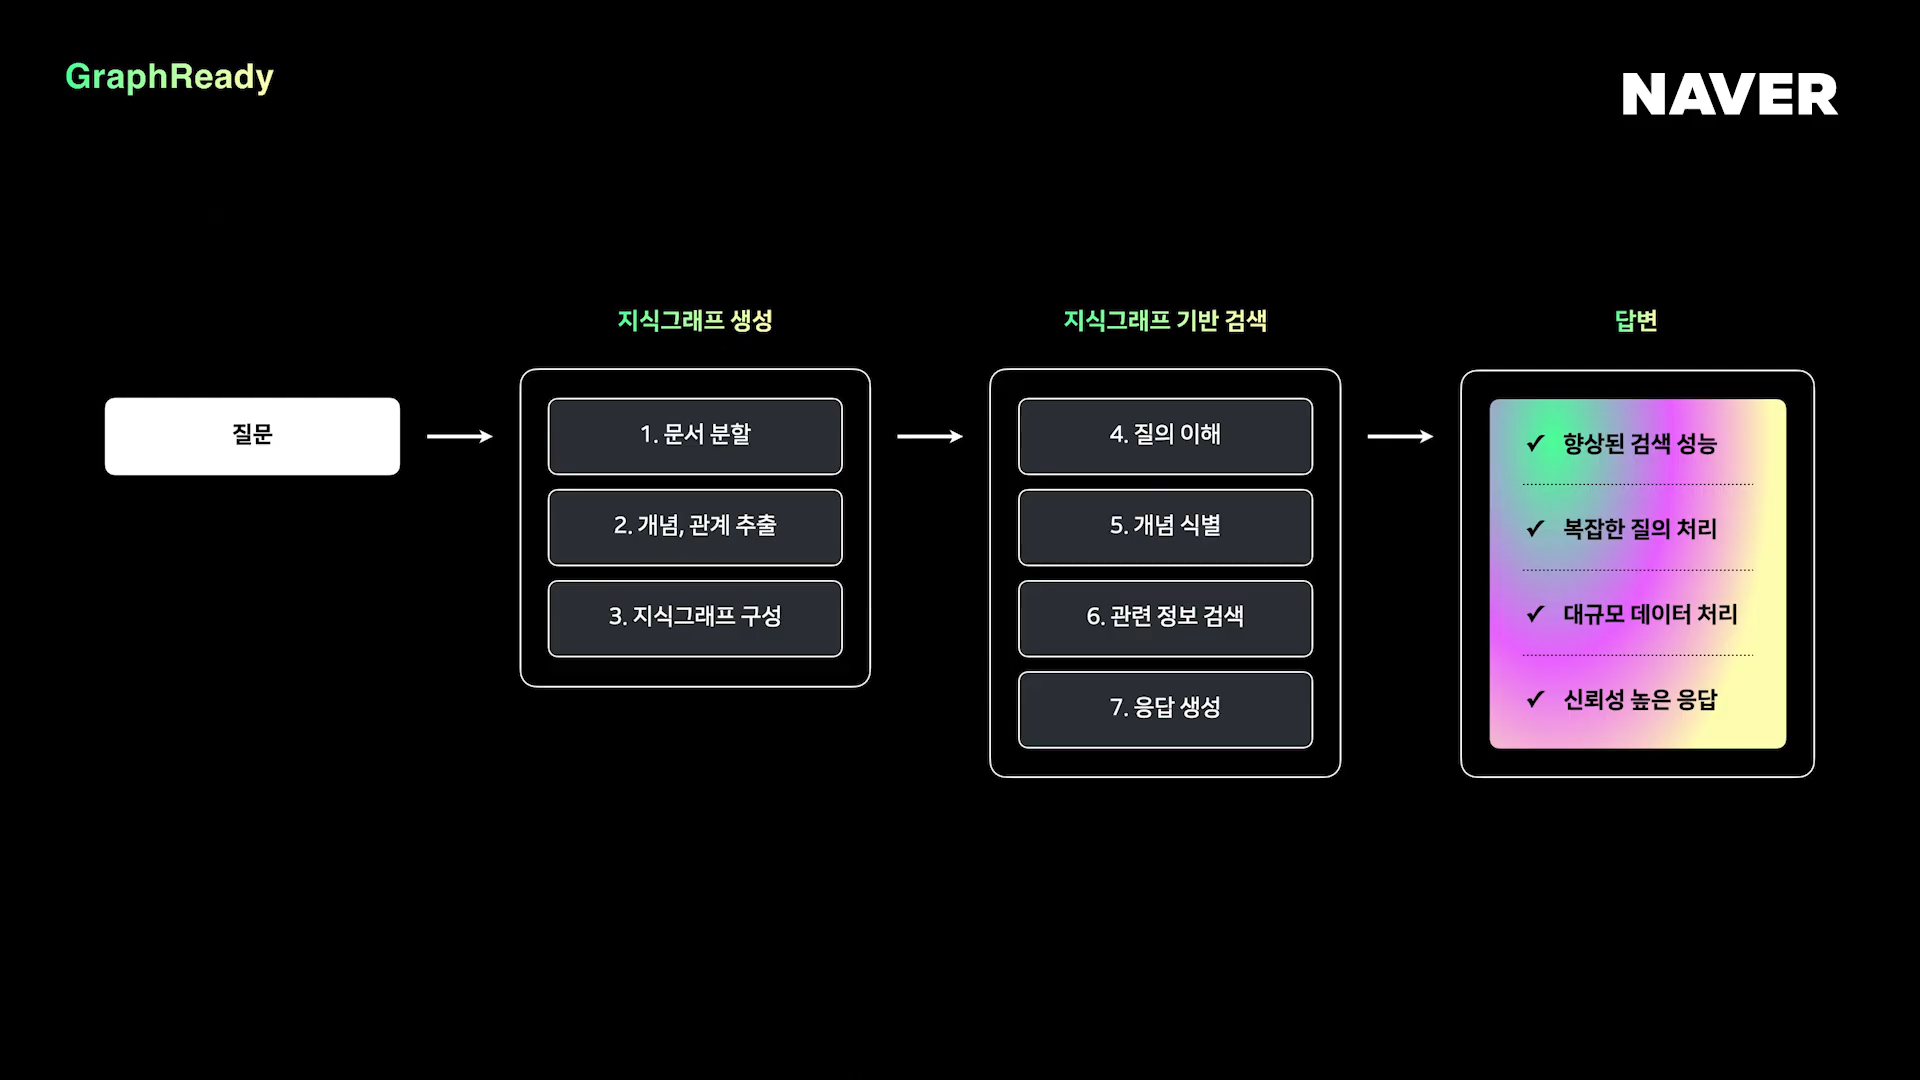 GraphReady
NAVER
질문
지식그래프 생성
1. 문서 분할
2. 개념, 관계 추출
3. 지식그래프 구성
지식그래프 기반 검색
4. 질의 이해
5. 개념 식별
6. 관련 정보 검색
7. 응답 생성
답변
✓ 향상된 검색 성능
✓ 복잡한 질의 처리
✓ 대규모 데이터 처리
✓ 신뢰성 높은 응답